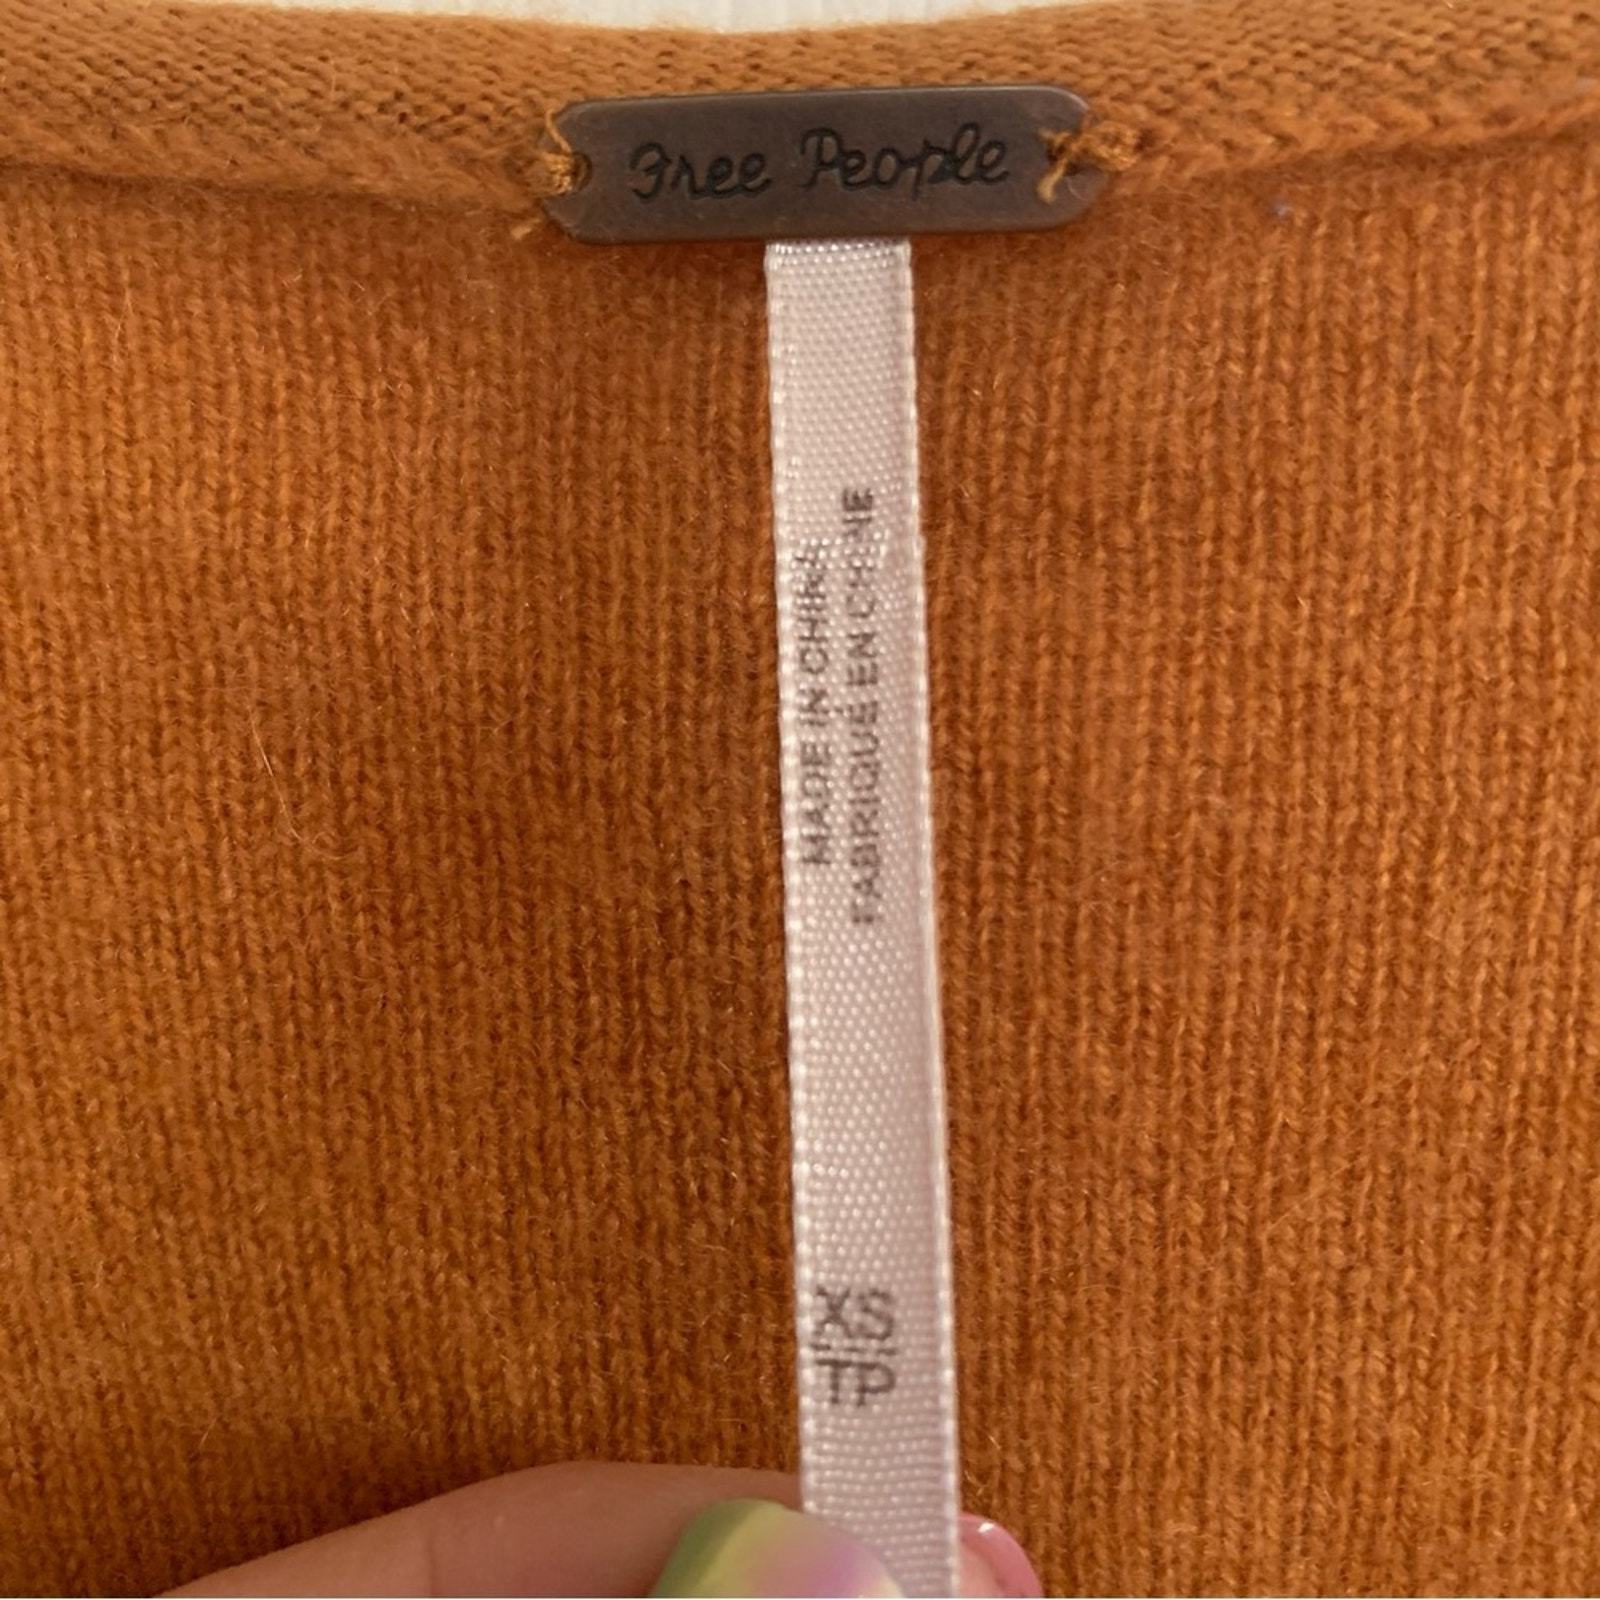 Free People
MADE IN CHINA
FABRIQUÉ EN CHINE
XS
TP